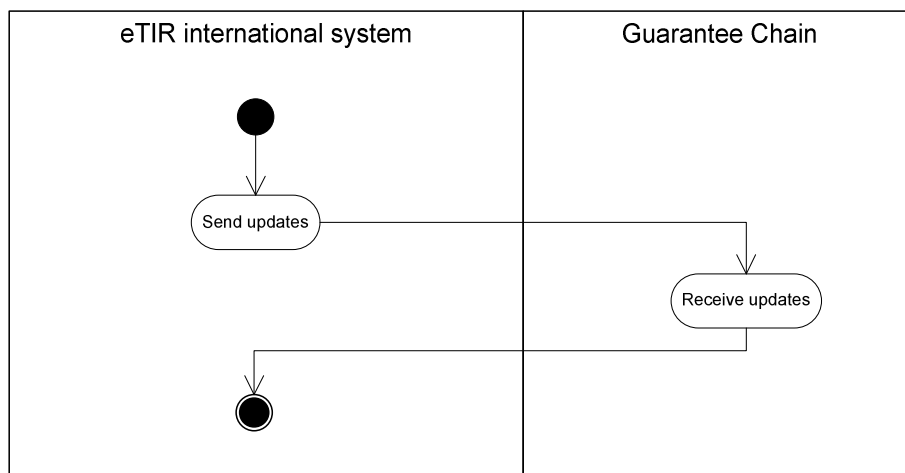 eTIR international system
Guarantee Chain
Send updates
Receive updates